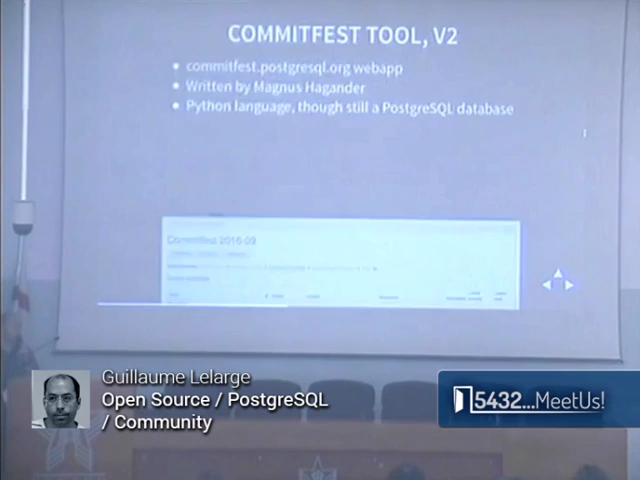 COMMITFEST TOOL, V2
commitfest.postgresql.org webapp
Written by Magnus Hagander
Python language, though still a PostgreSQL database
Commitfest 2016-09
Guillaume Lelarge
Open Source / PostgreSQL
/ Community
5432...MeetUs!